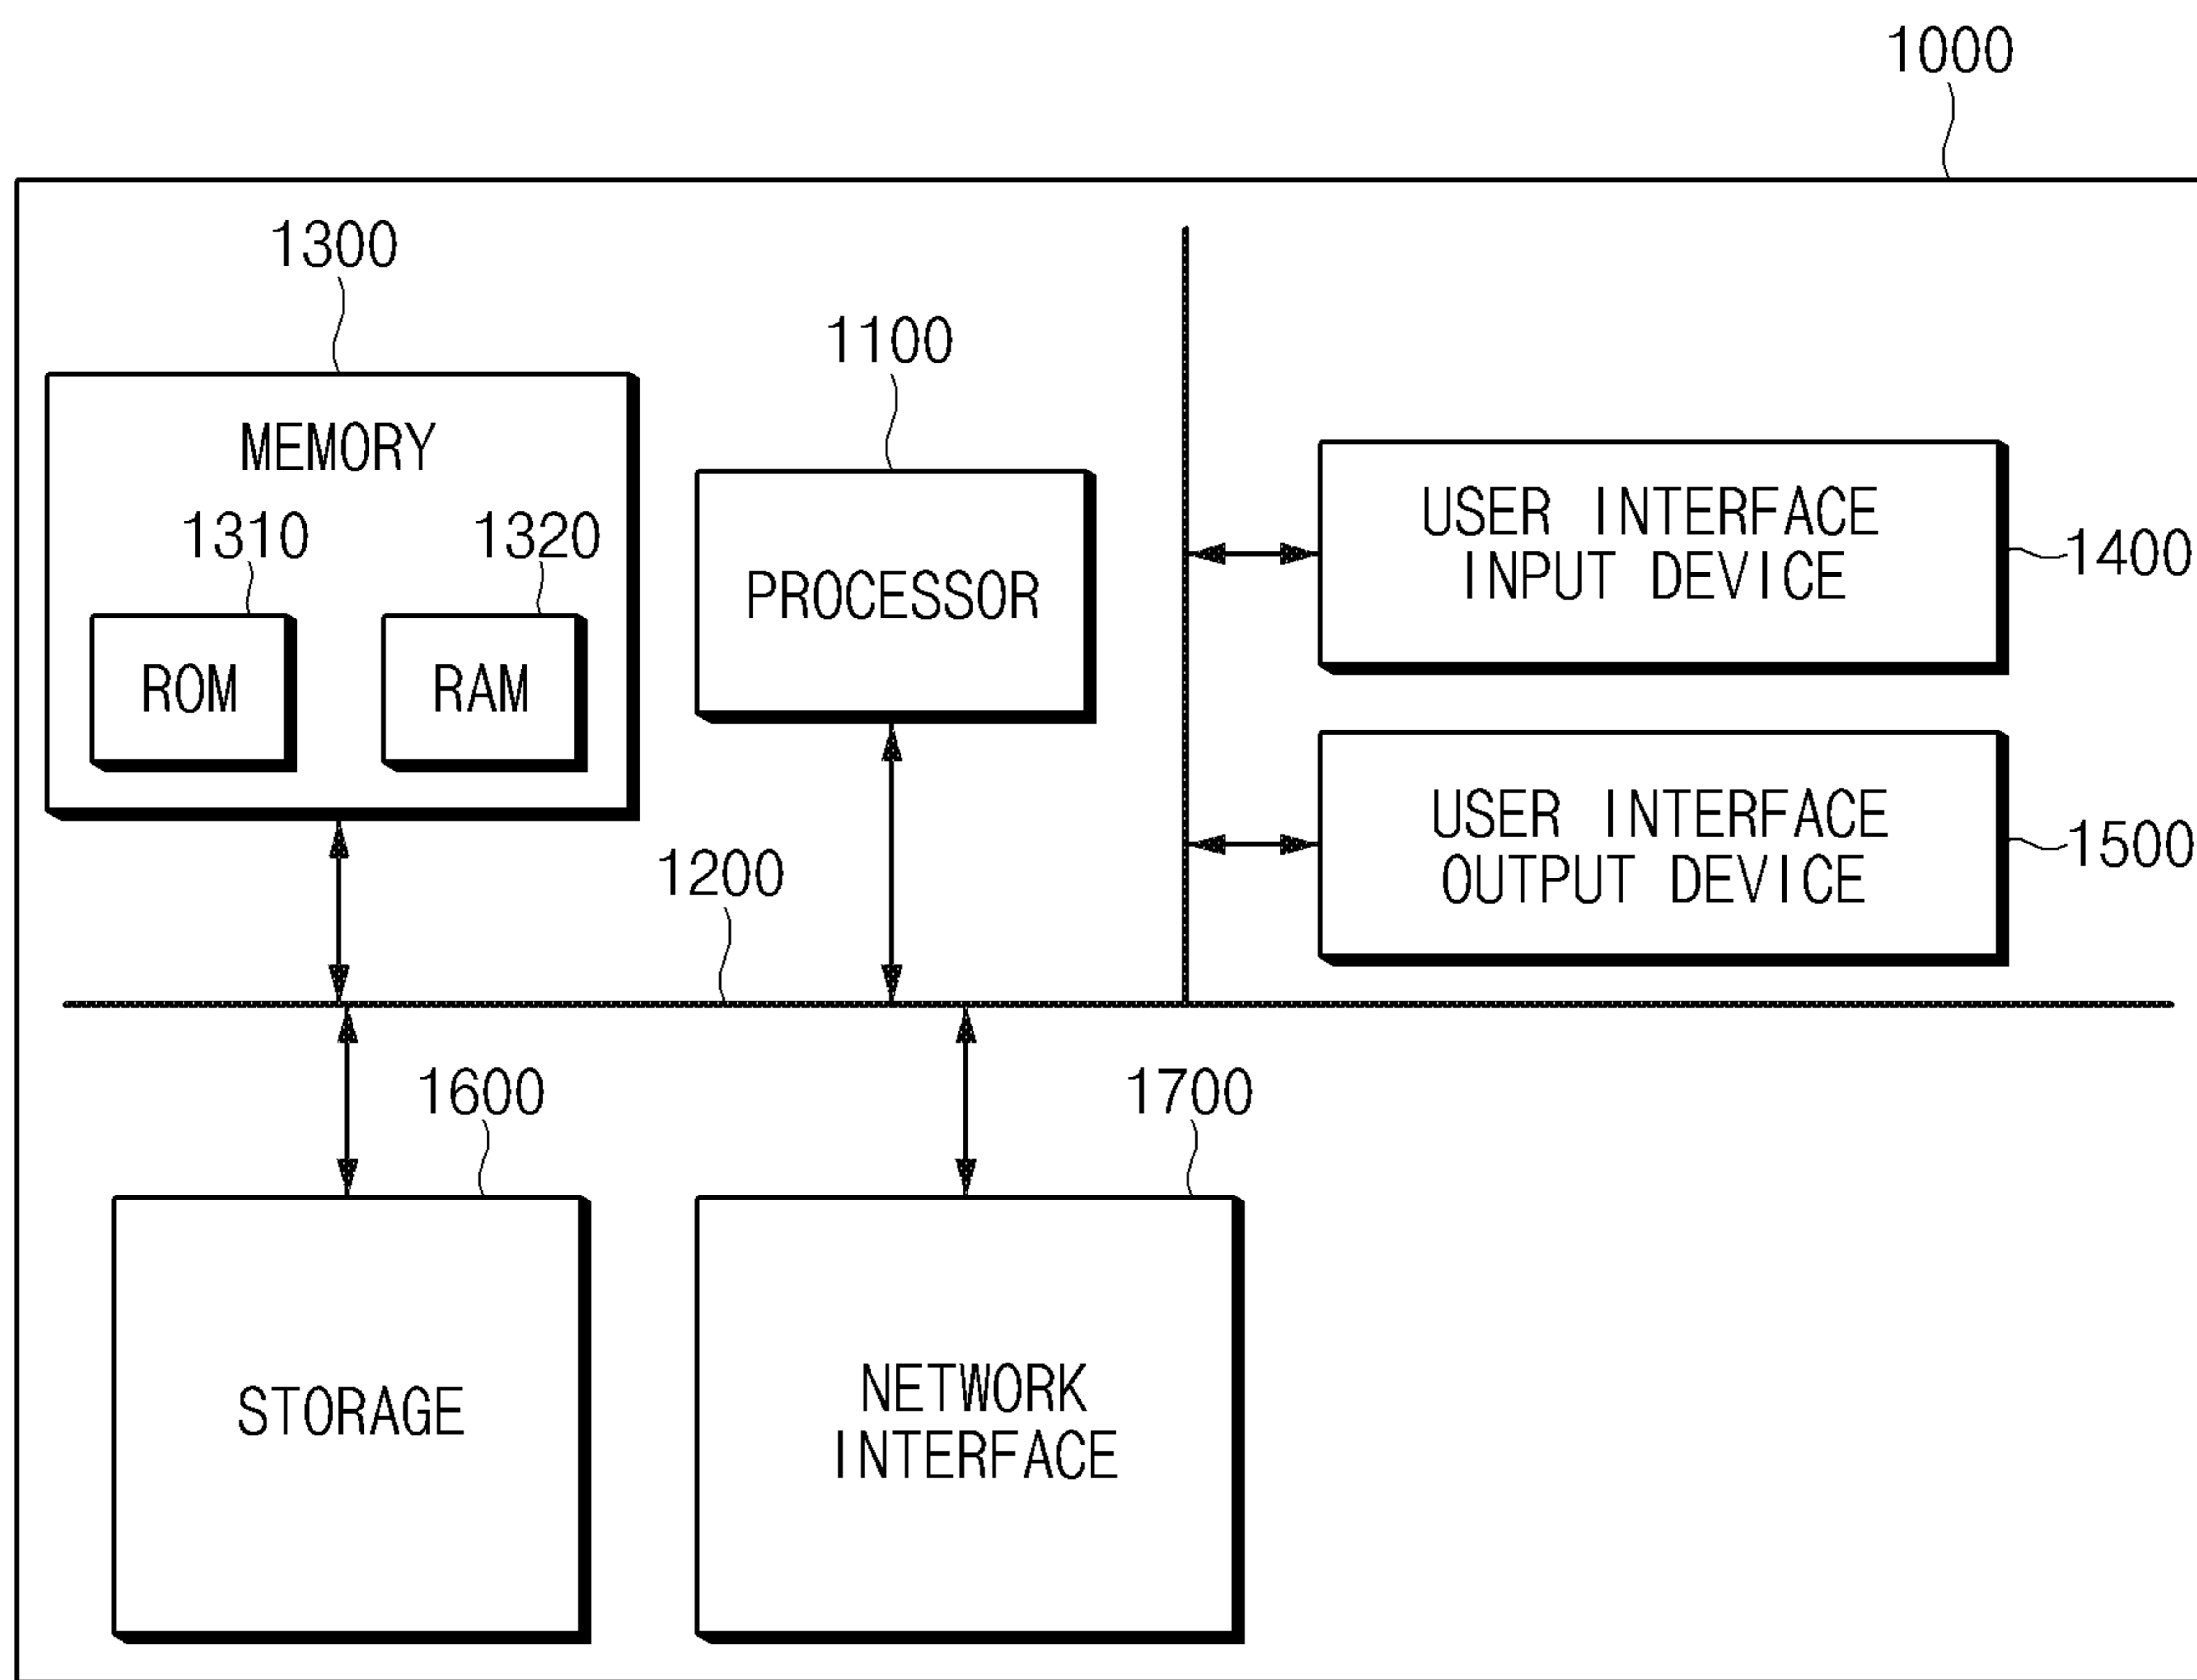 1000
1300
1100
MEMORY
1310
1320
ROM
RAM
PROCESSOR
USER INTERFACE
INPUT DEVICE
1400
USER INTERFACE
OUTPUT DEVICE
1500
1200
1600
1700
STORAGE
NETWORK
INTERFACE